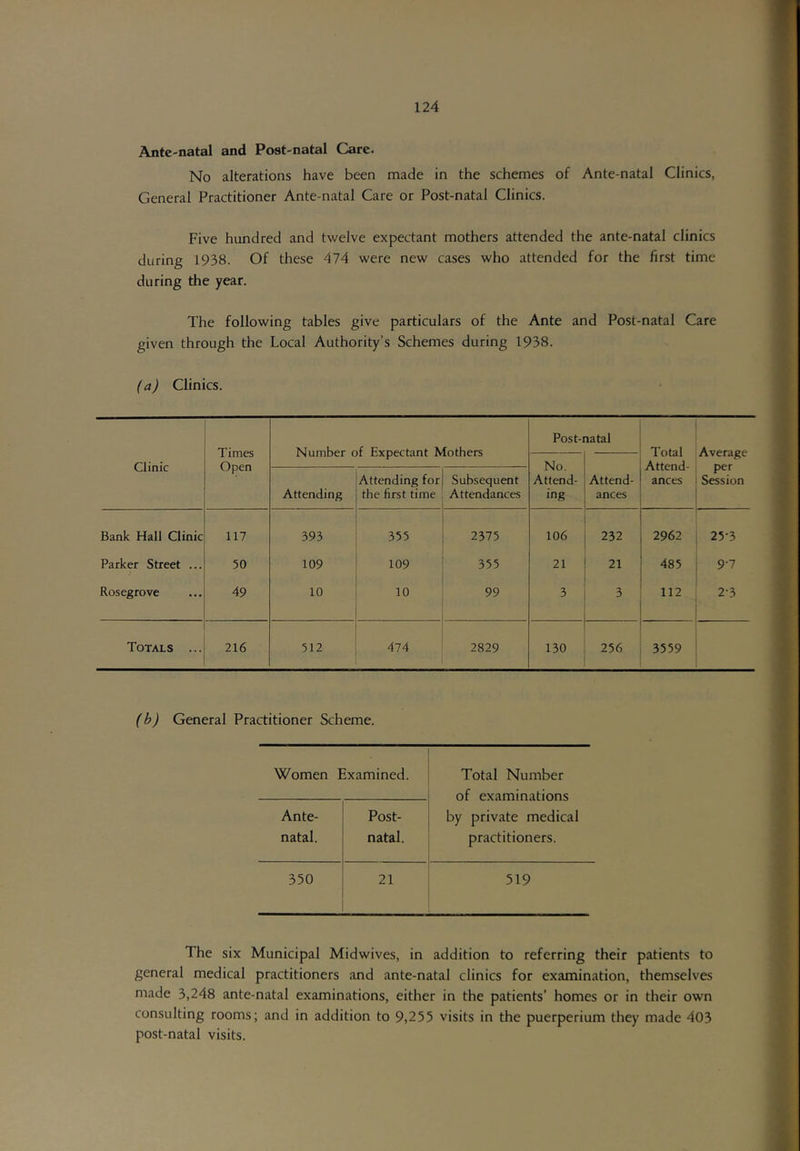 124
Ante-natal and Post-natal Care.
No alterations have been made in the schemes of Ante-natal Clinics,
General Practitioner Ante-natal Care or Post-natal Clinics.
Five hundred and twelve expectant mothers attended the ante-natal clinics
during 1938. Of these 474 were new cases who attended for the first time
during the year.
The following tables give particulars of the Ante and Post-natal Care
given through the Local Authority's Schemes during 1938.
(a) Clinics.
Clinic Times Open Number of Expectant Mothers Post-natal Total Attend- ances Average per Session
Attending Attending for the first time Subsequent Attendances No. Attend- ing Attend- ances
Bank Hall Clinic 117 393 355 2375 106 232 2962 25·3
Parker Street ... 50 109 109 355 21 21 485 9·7
Rosegrove ... 49 10 10 99 3 3 112 2·3
Totals ... 216 512 474 2829 130 256 3559
(b) General Practitioner Scheme.
Women Examined. Total Number of examinations by private medical practitioners.
Ante- natal. Post- natal.
350 21 519
The six Municipal Midwives, in addition to referring their patients to
general medical practitioners and ante-natal clinics for examination, themselves
made 3,248 ante-natal examinations, either in the patients' homes or in their own
consulting rooms; and in addition to 9,255 visits in the puerperium they made 403
post-natal visits.